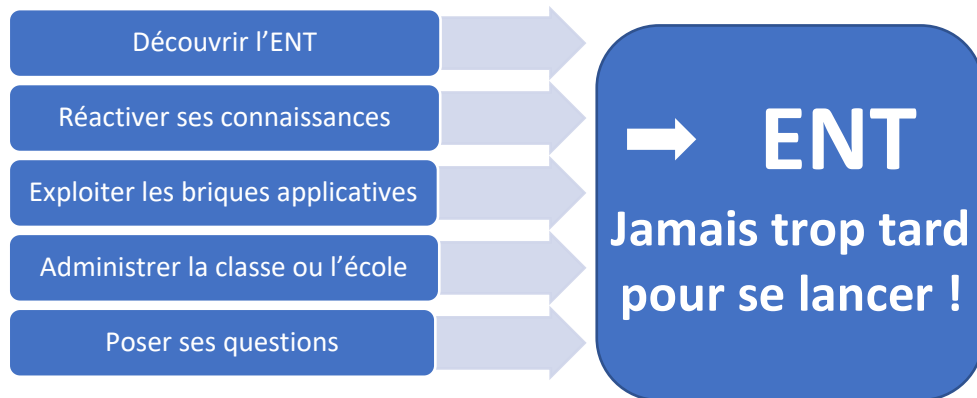 Découvrir l’ENT
Réactiver ses connaissances
Exploiter les briques applicatives
Administrer la classe ou l’école
Poser ses questions
ENT
Jamais trop tard
pour se lancer !